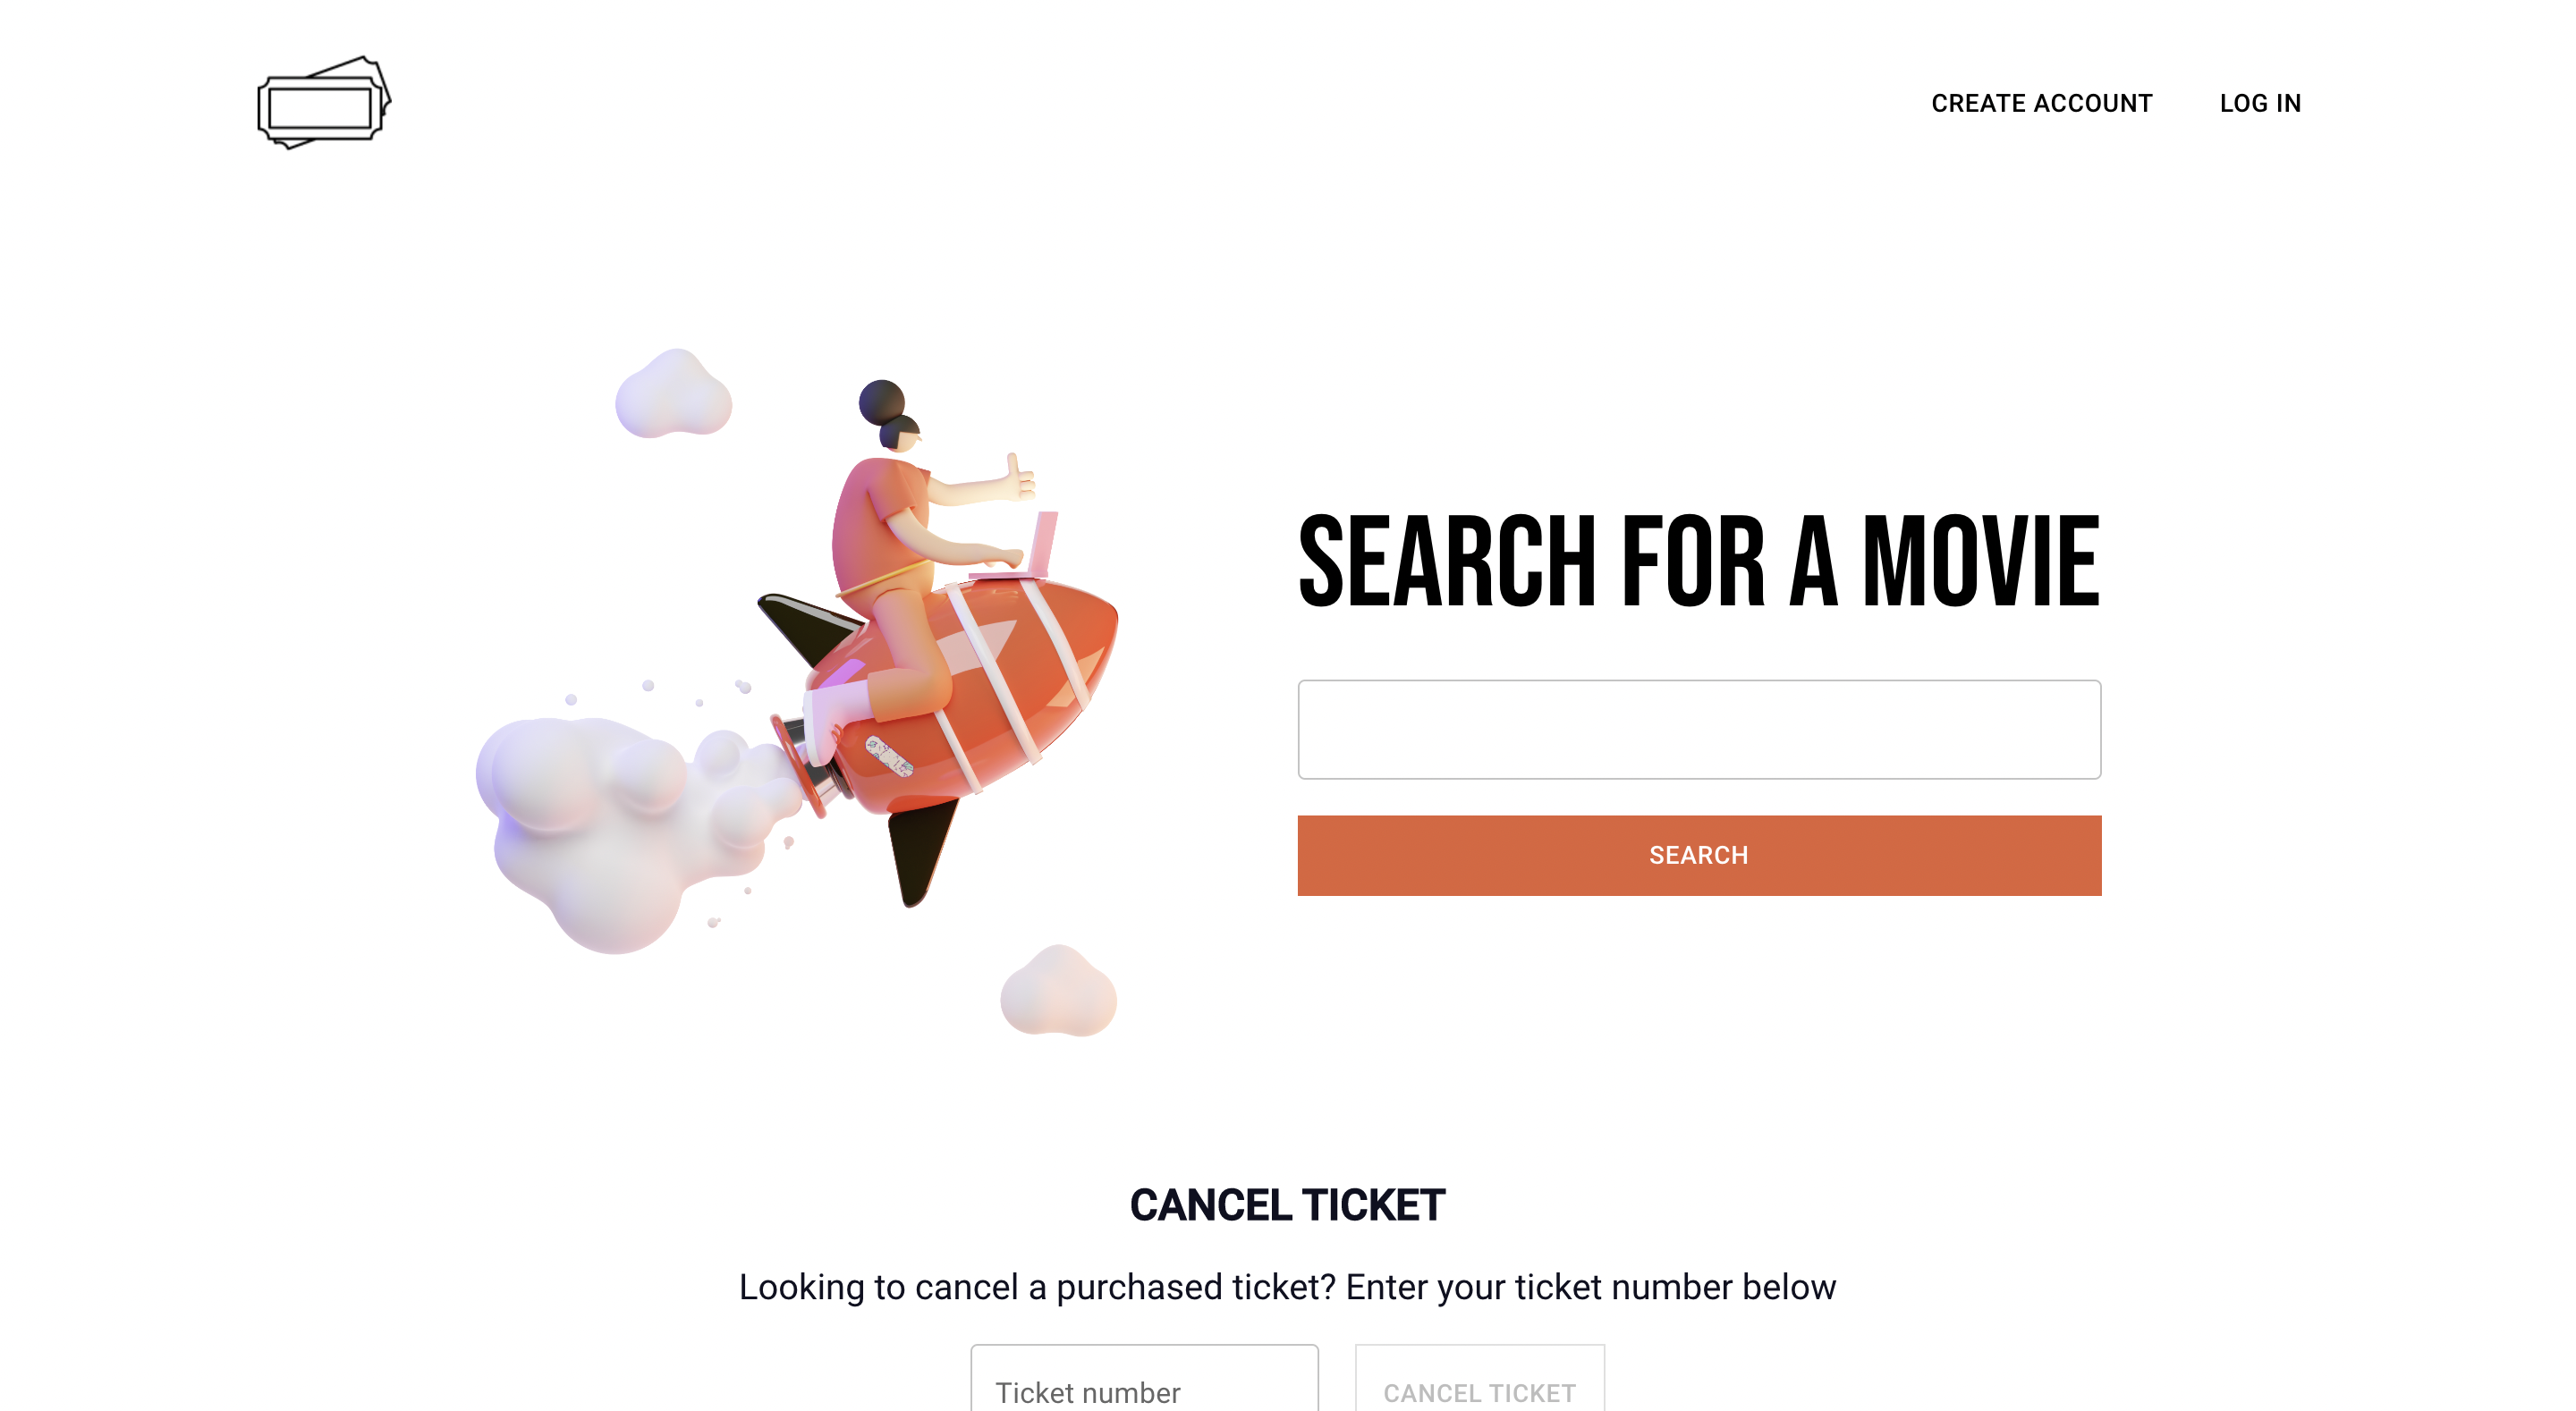 CREATE ACCOUNT LOG IN
SEARCH FOR A MOVIE
SEARCH
CANCEL TICKET
Looking to cancel a purchased ticket? Enter your ticket number below
Ticket number CANCEL TICKET